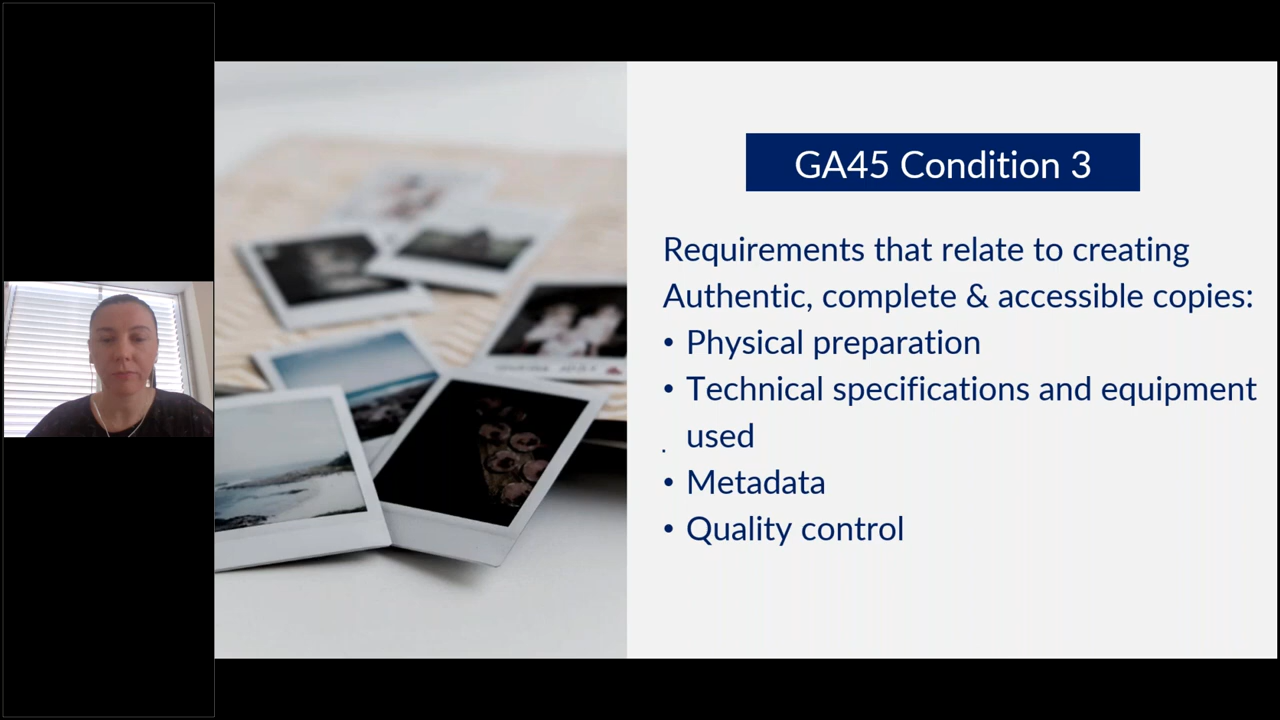 GA45 Condition 3
Requirements that relate to creating
Authentic, complete & accessible copies:
• Physical preparation
• Technical specifications and equipment
used
• Metadata
• Quality control